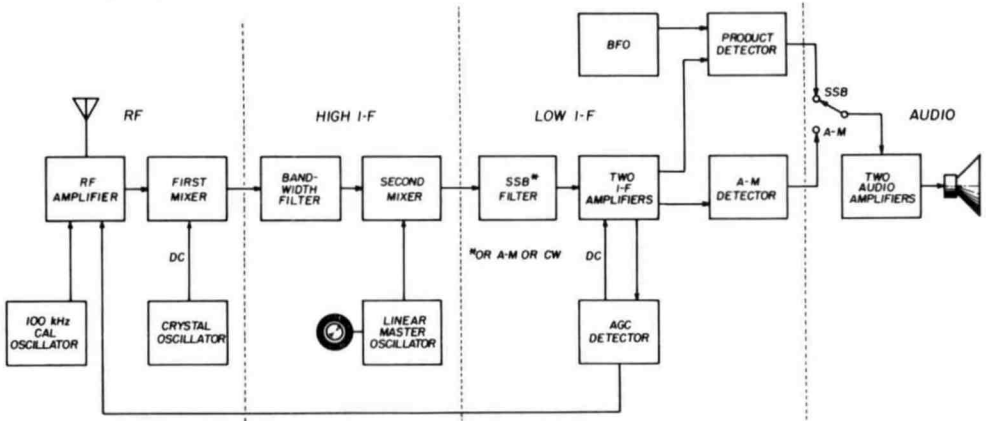 BFO
PRODUCT
DETECTOR
SSB
A-M
RF
HIGH I-F
LOW I-F
AUDIO
RF
AMPLIFIER
FIRST
MIXER
BAND-
WIDTH
FILTER
SECOND
MIXER
SSB*
FILTER
TWO
I-F
AMPLIFIERS
A-M
DETECTOR
TWO
AUDIO
AMPLIFIERS
DC
*OR A-M OR CW
DC
100 kHz
CAL
OSCILLATOR
CRYSTAL
OSCILLATOR
LINEAR
MASTER
OSCILLATOR
AGC
DETECTOR